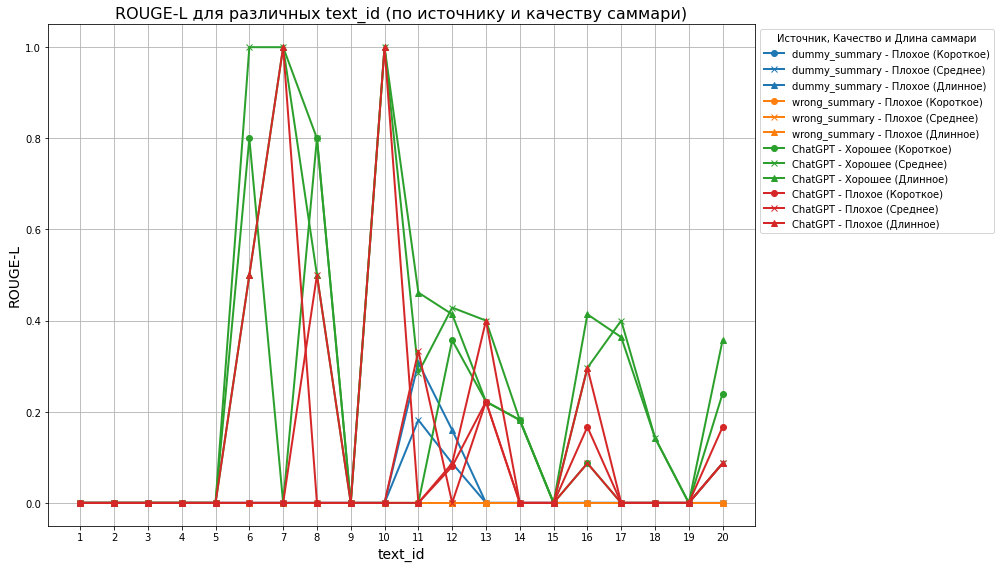 ROUGE-L для различных text_id (по источнику и качеству саммари)
ROUGE-L
1.0
0.8
0.6
0.4
0.2
0.0
1 2 3 4 5 6 7 8 9 10 11 12 13 14 15 16 17 18 19 20
text_id
Источник, Качество и Длина саммари
dummy_summary - Плохое (Короткое)
dummy_summary - Плохое (Среднее)
dummy_summary - Плохое (Длинное)
wrong_summary - Плохое (Короткое)
wrong_summary - Плохое (Среднее)
wrong_summary - Плохое (Длинное)
ChatGPT - Хорошее (Короткое)
ChatGPT - Хорошее (Среднее)
ChatGPT - Хорошее (Длинное)
ChatGPT - Плохое (Короткое)
ChatGPT - Плохое (Среднее)
ChatGPT - Плохое (Длинное)